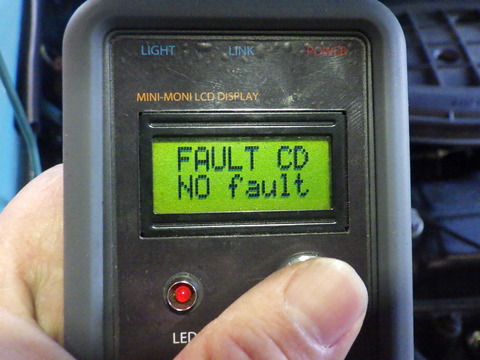 LIGHT LINK POWER
MINI-MONI LCD DISPLAY
FAULT CD
NO fault
LED